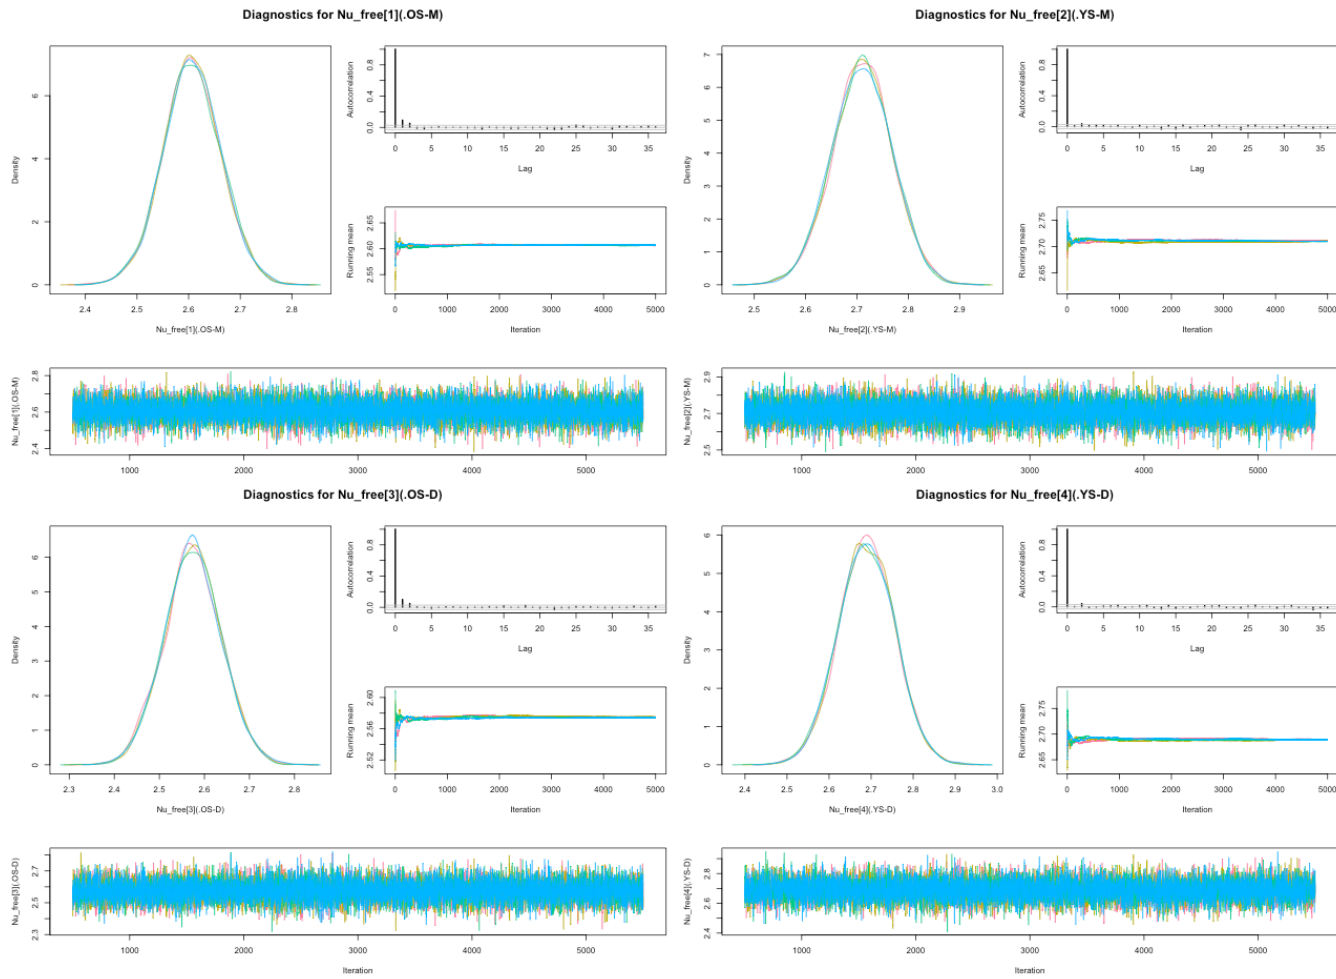 Diagnostics for Nu_free[1](.OS-M)
Density
0 2 4 6
2.4 2.5 2.6 2.7 2.8
Nu_free[1](.OS-M)
Autocorrelation
0.0 0.4 0.8
0 5 10 15 20 25 30 35
Lag
Running mean
2.55 2.60 2.65
0 1000 2000 3000 4000 5000
Iteration
Nu_free[1](.OS-M)
2.4 2.6 2.8
1000 2000 3000 4000 5000
Diagnostics for Nu_free[2](.YS-M)
Density
0 1 2 3 4 5 6 7
2.5 2.6 2.7 2.8 2.9
Nu_free[2](.YS-M)
Autocorrelation
0.0 0.4 0.8
0 5 10 15 20 25 30 35
Lag
Running mean
2.65 2.70 2.75
0 1000 2000 3000 4000 5000
Iteration
Nu_free[2](.YS-M)
2.5 2.7 2.9
1000 2000 3000 4000 5000
Diagnostics for Nu_free[3](.OS-D)
Density
0 1 2 3 4 5 6
2.3 2.4 2.5 2.6 2.7 2.8
Nu_free[3](.OS-D)
Autocorrelation
0.0 0.4 0.8
0 5 10 15 20 25 30 35
Lag
Running mean
2.52 2.56 2.60
0 1000 2000 3000 4000 5000
Iteration
Nu_free[3](.OS-D)
2.3 2.5 2.7
1000 2000 3000 4000 5000
Iteration
Diagnostics for Nu_free[4](.YS-D)
Density
0 1 2 3 4 5 6
2.4 2.5 2.6 2.7 2.8 2.9 3.0
Nu_free[4](.YS-D)
Autocorrelation
0.0 0.4 0.8
0 5 10 15 20 25 30 35
Lag
Running mean
2.65 2.70 2.75
0 1000 2000 3000 4000 5000
Iteration
Nu_free[4](.YS-D)
2.4 2.6 2.8
1000 2000 3000 4000 5000
Iteration